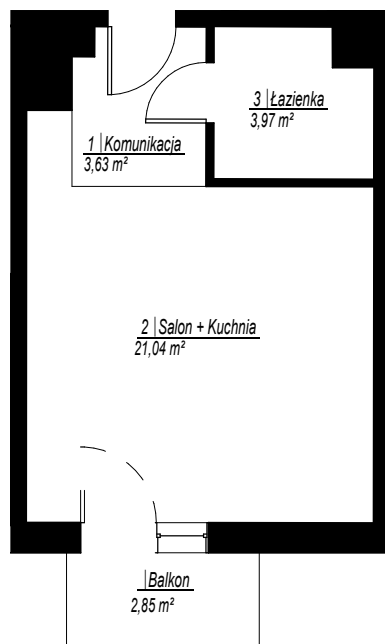 3 | Łazienka
3,97 m²
1 | Komunikacja
3,63 m²
2 | Salon + Kuchnia
21,04 m²
| Balkon
2,85 m²